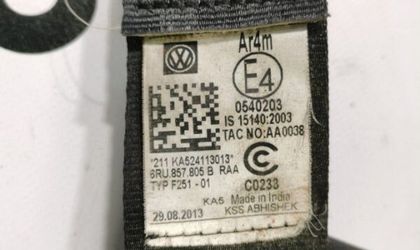 Ar4m
E4
0540203
IS 15140:2003
TAC NO:AA0038
*211 KA524113013*
6RU.857.805 B RAA
TYP F251 - 01
C0233
KA5 Made in India
29.08.2013 KSS ABHISHEK